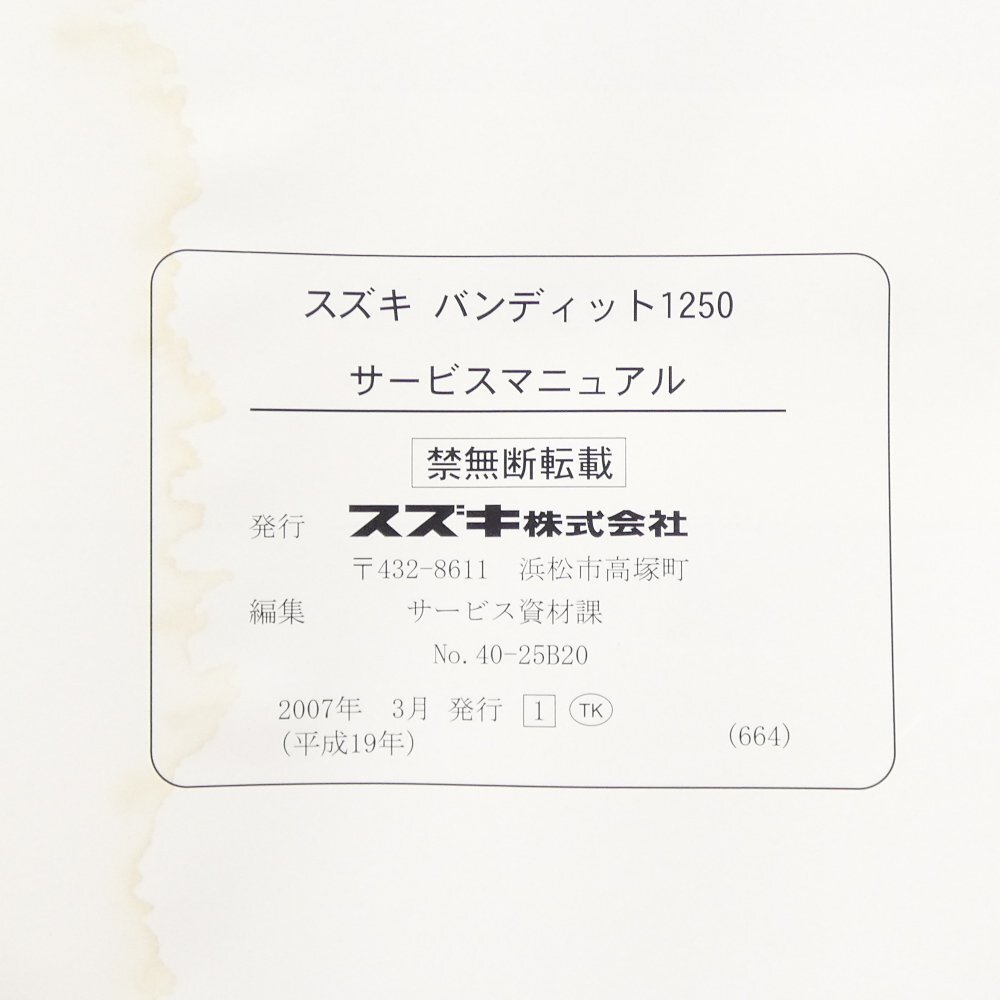 スズキ バンディット1250
サービスマニュアル
禁無断転載
発行 スズキ株式会社
〒432-8611 浜松市高塚町
編集 サービス資材課
No. 40-25B20
2007年 3月 発行 1 TK
(平成19年)
(664)